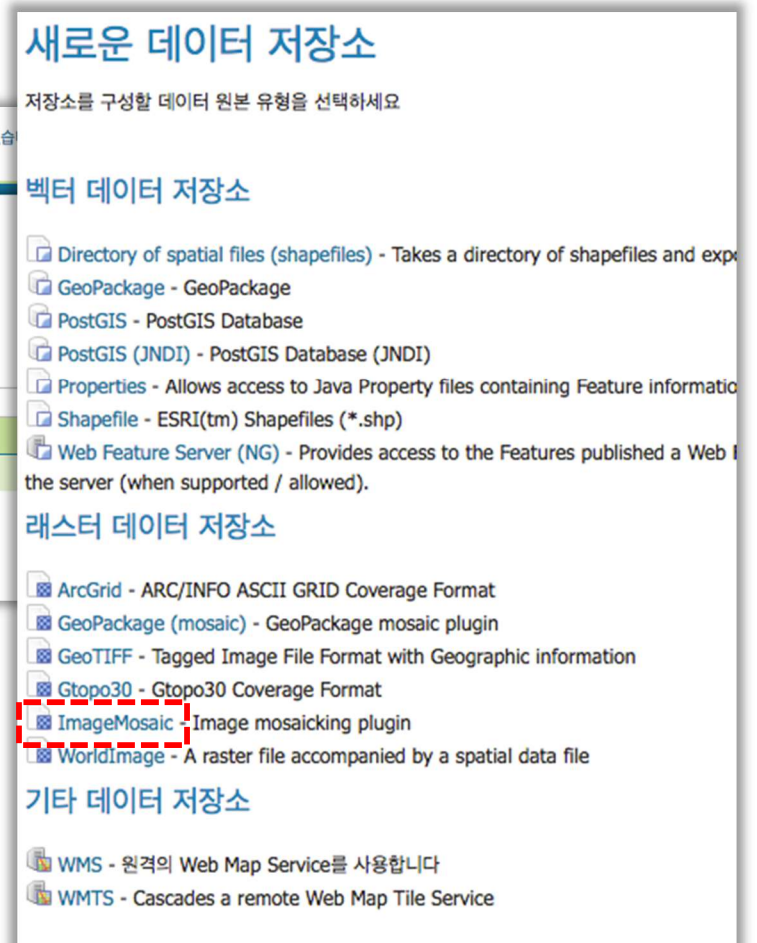 새로운 데이터 저장소
저장소를 구성할 데이터 원본 유형을 선택하세요
벡터 데이터 저장소
Directory of spatial files (shapefiles) - Takes a directory of shapefiles and
GeoPackage - GeoPackage
PostGIS - PostGIS Database
PostGIS (JNDI) - PostGIS Database (JNDI)
Properties - Allows access to Java Property files containing Feature
Shapefile - ESRI(tm) Shapefiles (*.shp)
Web Feature Server (NG) - Provides access to the Features published a Web
the server (when supported / allowed).
래스터 데이터 저장소
ArcGrid - ARC/INFO ASCII GRID Coverage Format
GeoPackage (mosaic) - GeoPackage mosaic plugin
GeoTIFF - Tagged Image File Format with Geographic information
Gtopo30 - Gtopo30 Coverage Format
ImageMosaic - Image mosaicking plugin
WorldImage - A raster file accompanied by a spatial data file
기타 데이터 저장소
WMS - 원격의 Web Map Service를 사용합니다
WMTS - Cascades a remote Web Map Tile Service